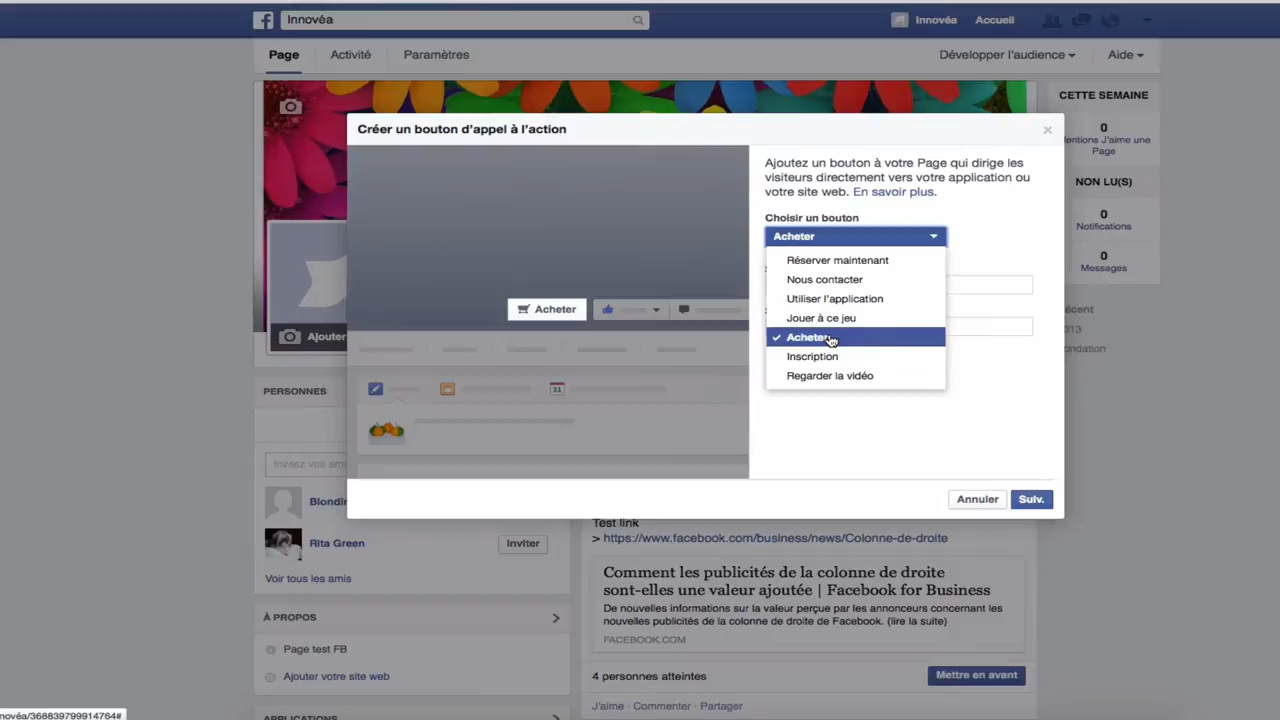 Innovéa
Innovéa Accueil
Page Activité Paramètres Développer l'audience Aide
CETTE SEMAINE
0
Mentions J'aime une
Page
NON LU(S)
0
Notifications
0
Messages
Créer un bouton d'appel à l'action
×
Ajoutez un bouton à votre Page qui dirige les
visiteurs directement vers votre application ou
votre site web. En savoir plus.
Choisir un bouton
Acheter
Réserver maintenant
Nous contacter
Utiliser l'application
Jouer à ce jeu
Acheter
Inscription
Regarder la vidéo
Acheter
31
Annuler Suiv.
Ajouter
PERSONNES
Invitez vos ami
Blondin
Rita Green Inviter
Voir tous les amis
À PROPOS
Page test FB
Ajouter votre site web
APPLICATIONS
Test link
> https://www.facebook.com/business/news/Colonne-de-droite
Comment les publicités de la colonne de droite
sont-elles une valeur ajoutée | Facebook for Business
De nouvelles informations sur la valeur perçue par les annonceurs concernant les
nouvelles publicités de la colonne de droite de Facebook. (lire la suite)
FACEBOOK.COM
4 personnes atteintes Mettre en avant
J'aime · Commenter · Partager
novéa/368839799914764#